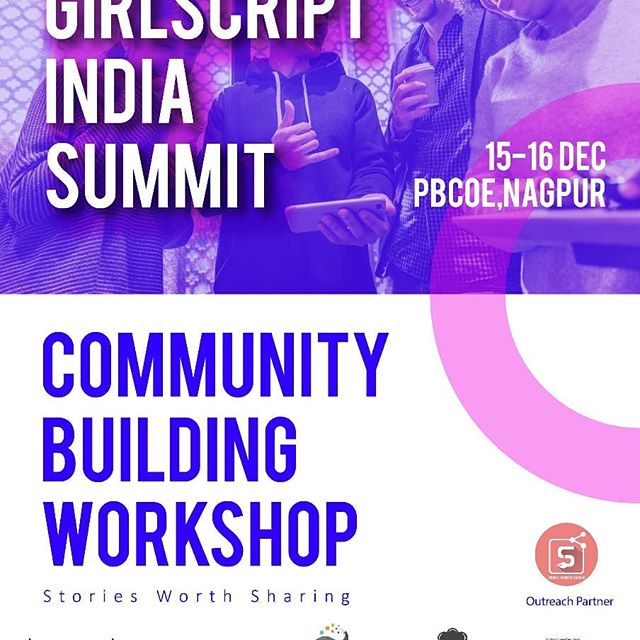 GIRLSCRIPT
INDIA
SUMMIT
15-16 DEC
PBCOE,NAGPUR
COMMUNITY
BUILDING
WORKSHOP
Stories Worth Sharing
S
Outreach Partner